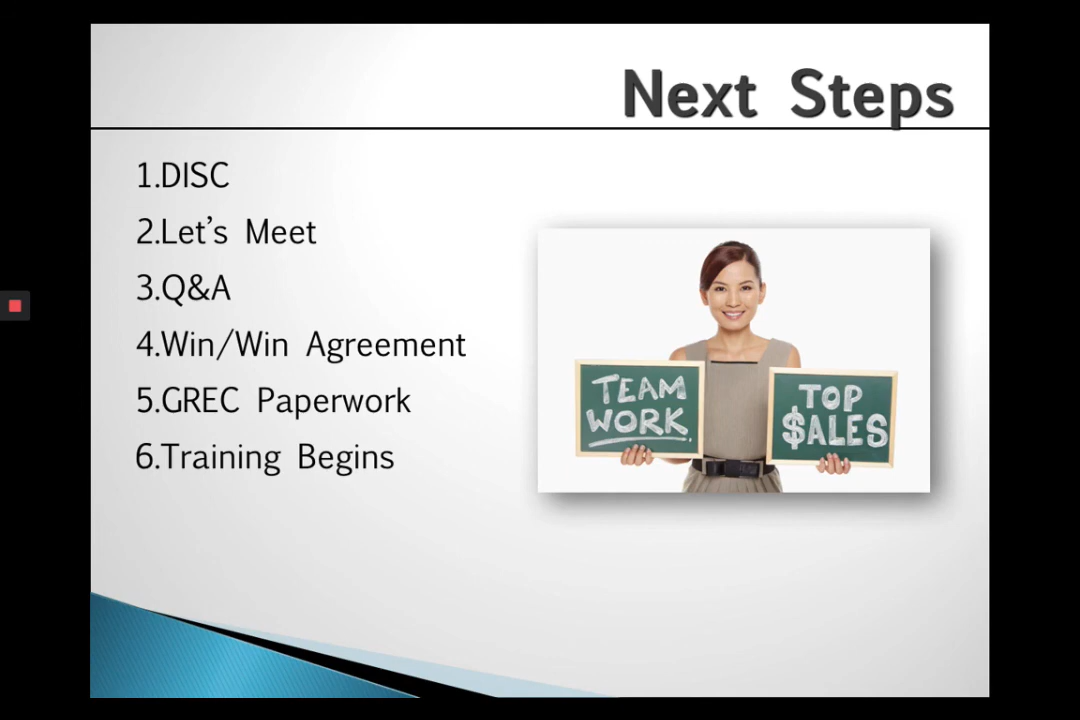 Next Steps
1.DISC
2.Let’s Meet
3.Q&A
4.Win/Win Agreement
5.GREC Paperwork
6.Training Begins
TEAM
WORK.
TOP
$ALES